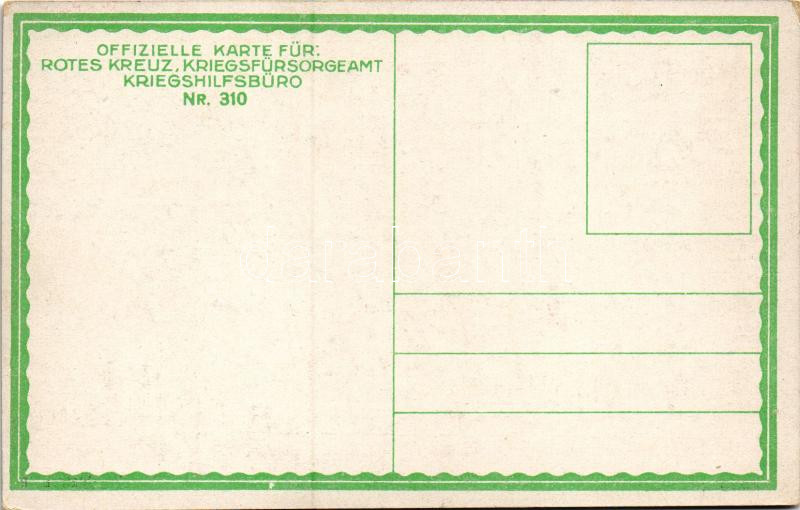 OFFIZIELLE KARTE FÜR:
ROTES KREUZ, KRIEGSFÜRSORGEAMT
KRIEGSHILFSBÜRO
NR. 310